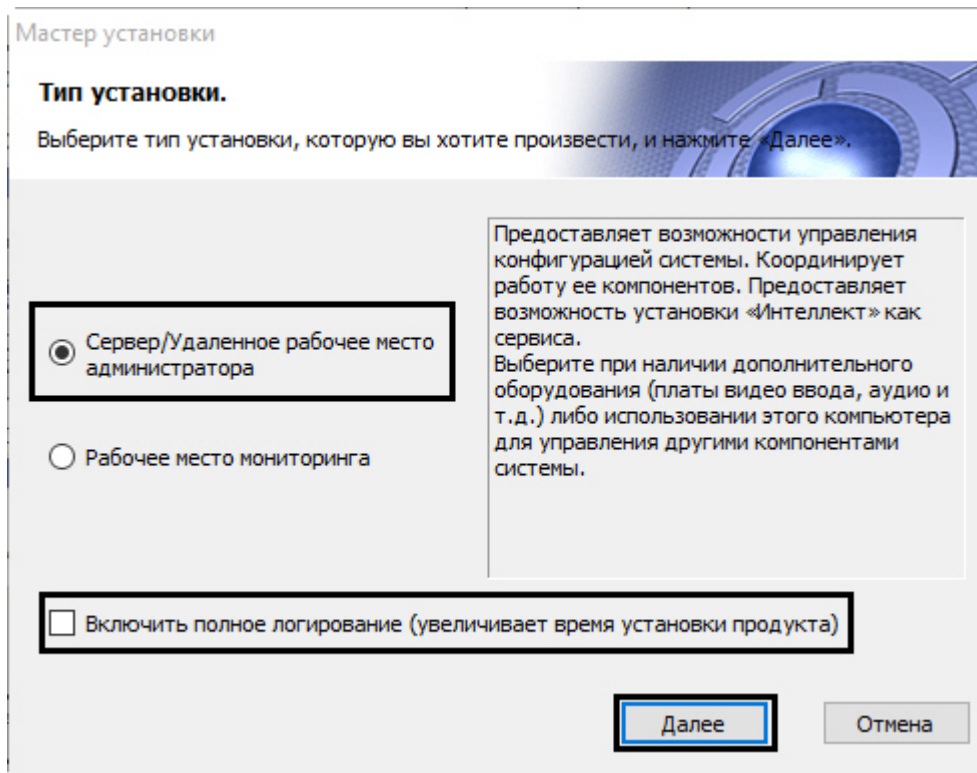 Мастер установки
Тип установки.
Выберите тип установки, которую вы хотите произвести, и нажмите «Далее».
Сервер/Удаленное рабочее место
администратора
Рабочее место мониторинга
Предоставляет возможности управления
конфигурацией системы. Координирует
работу ее компонентов. Предоставляет
возможность установки «Интеллект» как
сервиса.
Выберите при наличии дополнительного
оборудования (платы видео ввода, аудио и
т.д.) либо использовании этого компьютера
для управления другими компонентами
системы.
Включить полное логирование (увеличивает время установки продукта)
Далее
Отмена